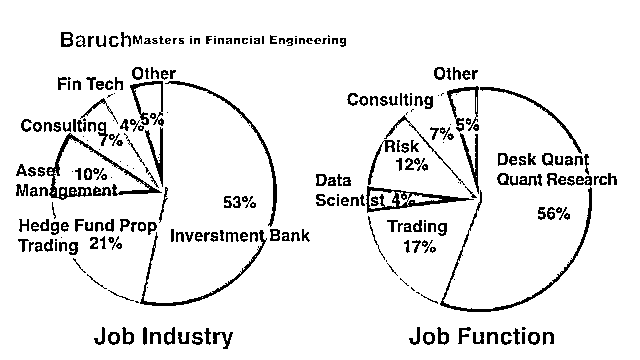 Baruch Masters in Financial Engineering
Other
Fin Tech
Consulting
4%
5%
7%
Asset
Management
10%
53%
Hedge Fund Prop
Trading 21%
Inverstment Bank
Job Industry
Other
Consulting
7%
5%
Risk
12%
Desk Quant
Quant Research
Data
Scientist 4%
56%
Trading
17%
Job Function